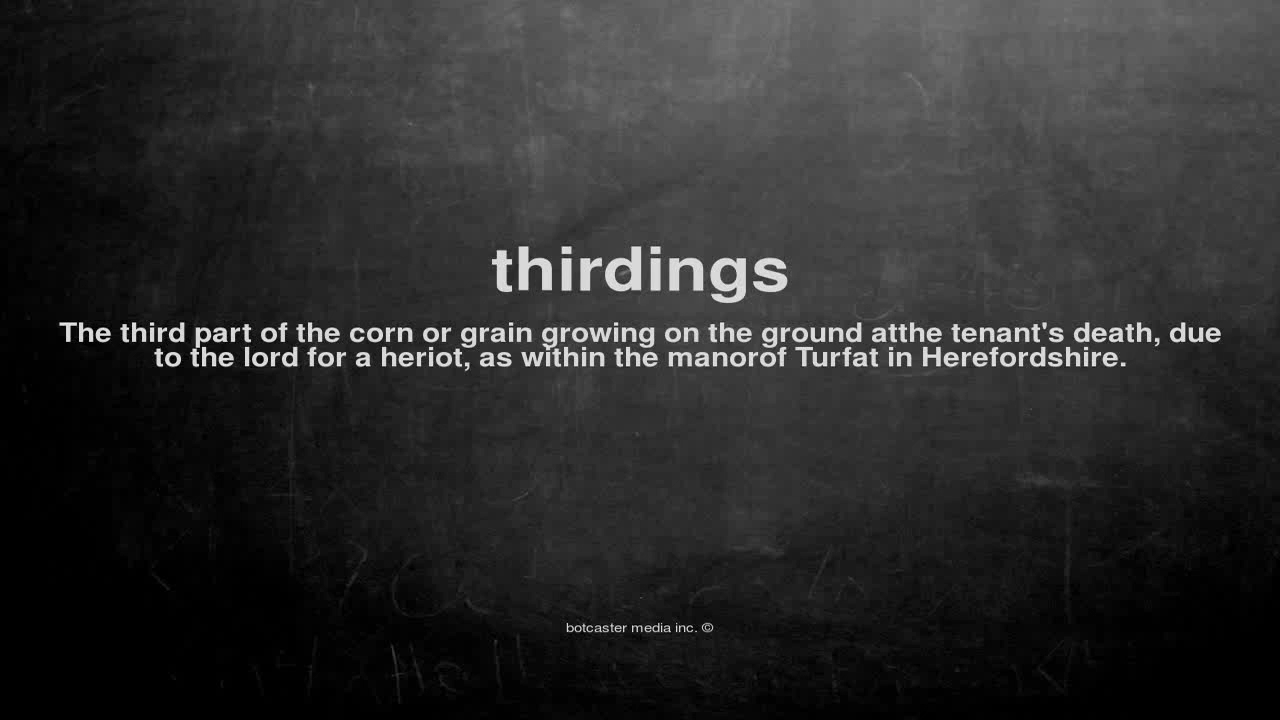 thirdings
The third part of the corn or grain growing on the ground atthe tenant's death, due
to the lord for a heriot, as within the manorof Turfat in Herefordshire.
botcaster media inc. ©